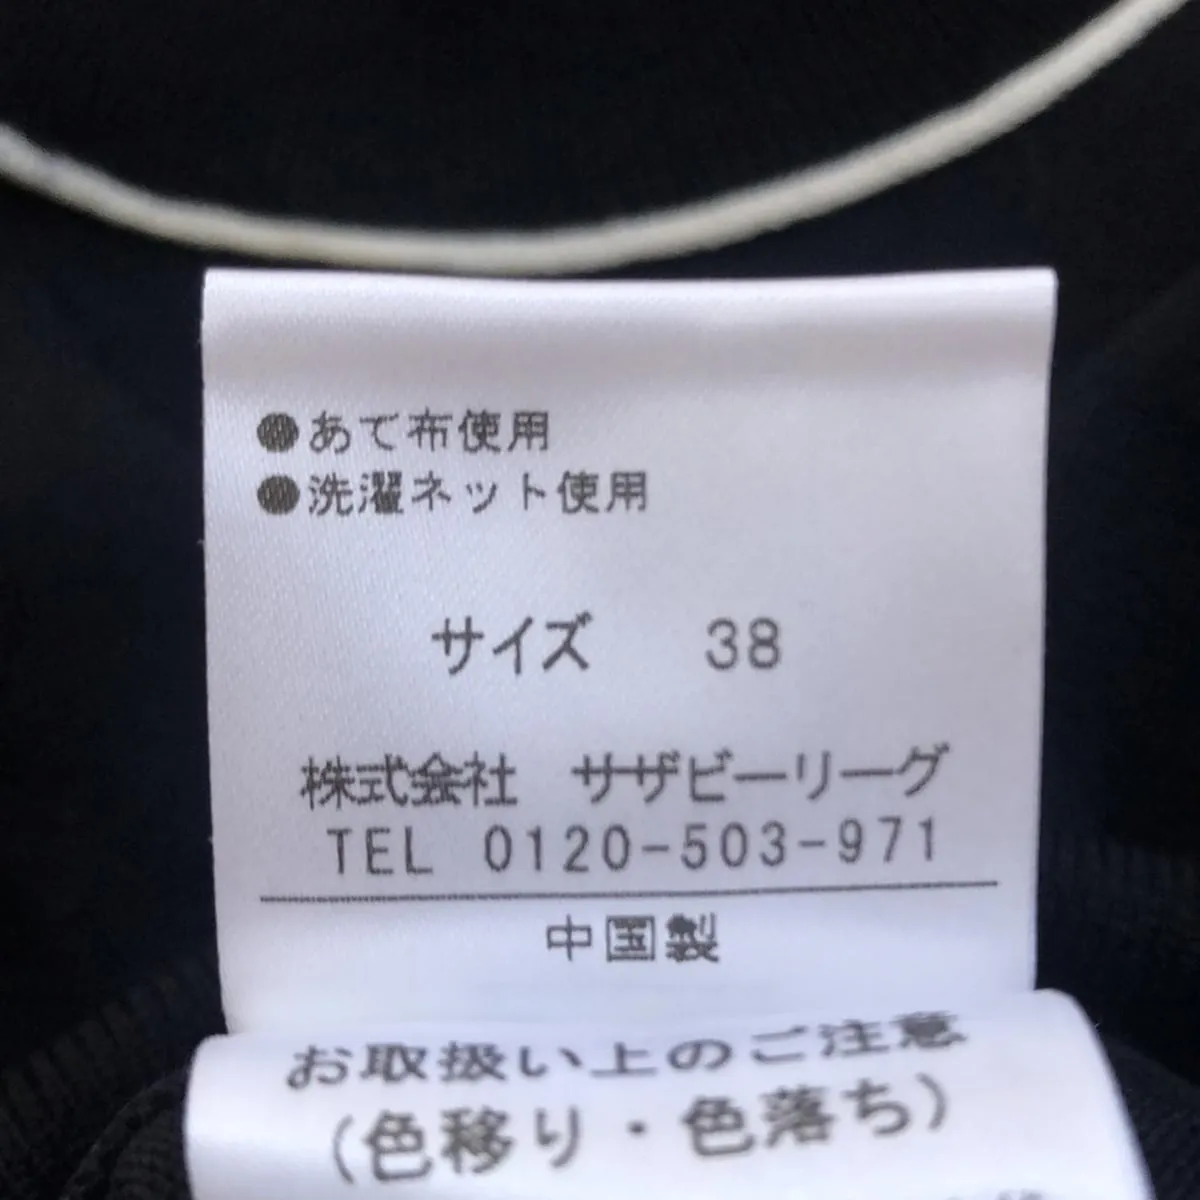 ●あて布使用
●洗濯ネット使用
サイズ 38
株式会社 サザビーリーグ
TEL 0120-503-971
中国製
お取扱い上のご注意
(色移り・色落ち)